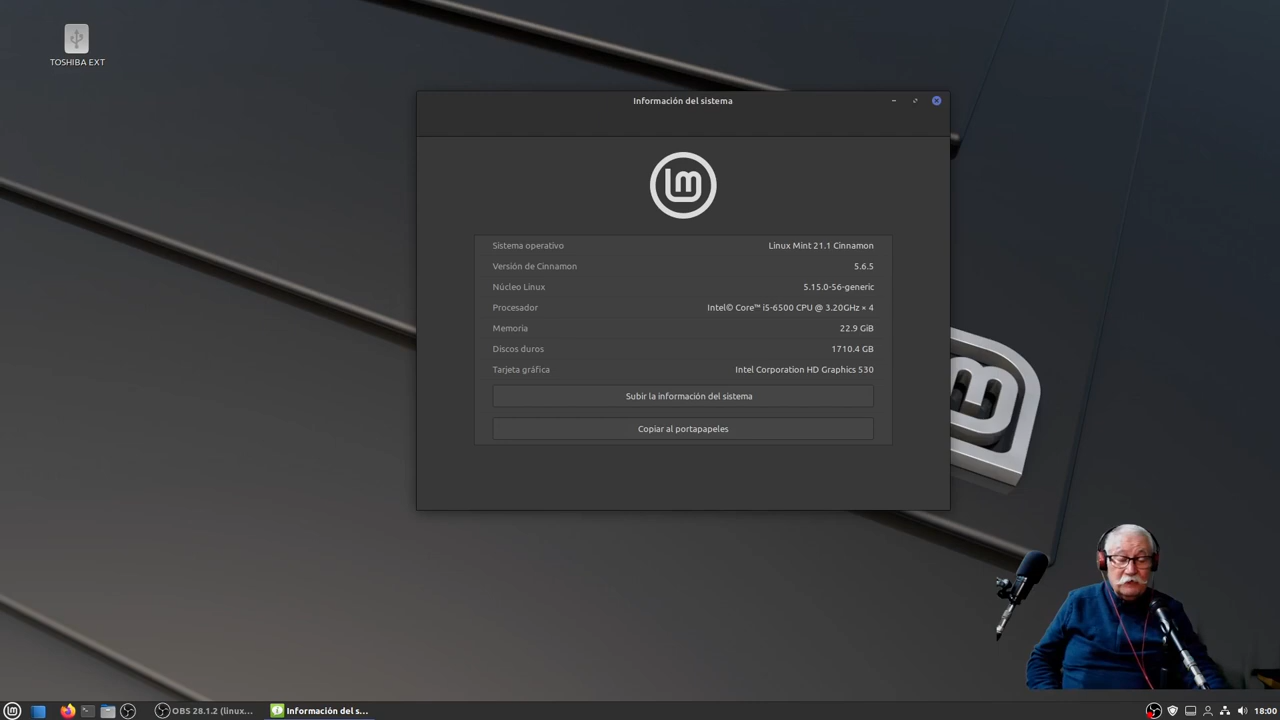 TOSHIBA EXT
Información del sistema
Sistema operativo Linux Mint 21.1 Cinnamon
Versión de Cinnamon 5.6.5
Núcleo Linux 5.15.0-56-generic
Procesador Intel© Core™ i5-6500 CPU @ 3.20GHz × 4
Memoria 22.9 GiB
Discos duros 1710.4 GB
Tarjeta gráfica Intel Corporation HD Graphics 530
Subir la información del sistema
Copiar al portapapeles
OBS 28.1.2 (linux... Información del s... 18:00